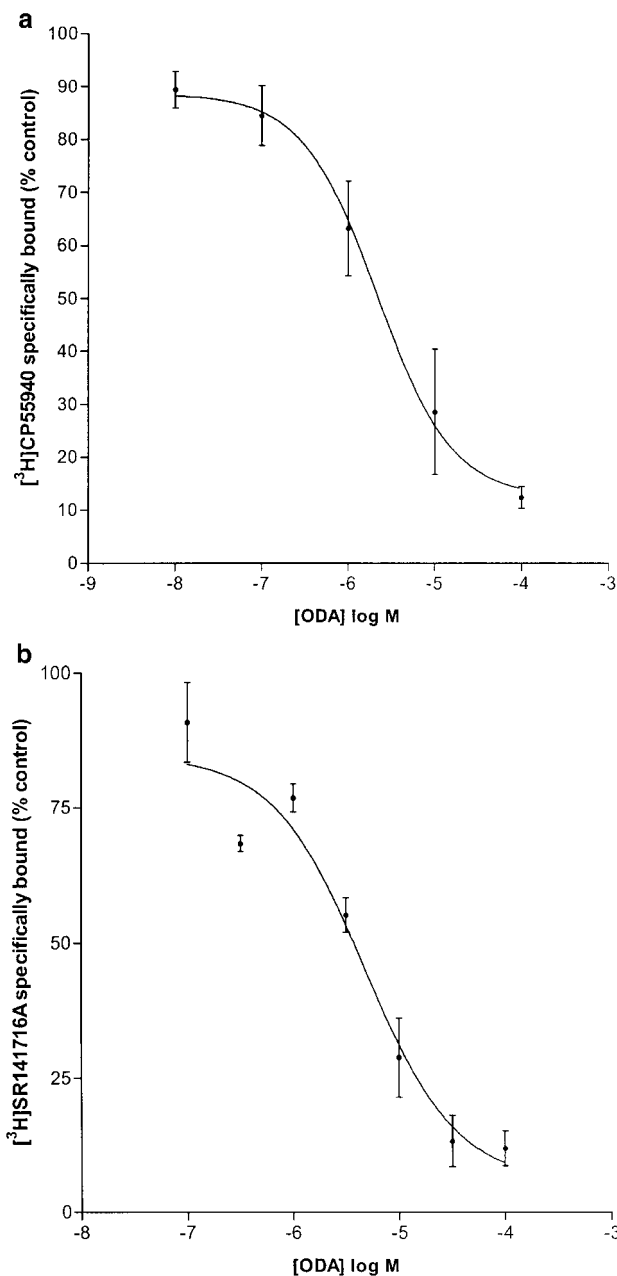 a
[³H]CP55940 specifically bound (% control)
100
90
80
70
60
50
40
30
20
10
0
-9 -8 -7 -6 -5 -4 -3
[ODA] log M
b
[³H]SR141716A specifically bound (% control)
100
75
50
25
0
-8 -7 -6 -5 -4 -3
[ODA] log M